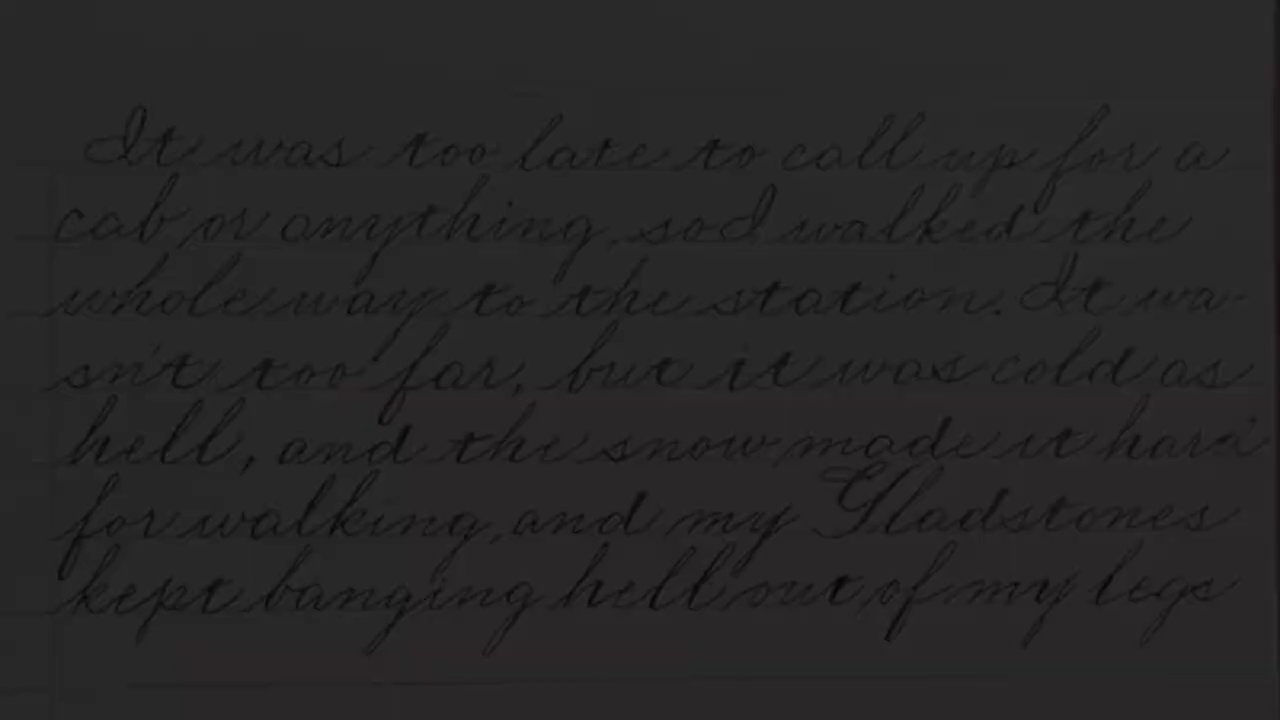 It was too late to call up for a
cab or anything, so I walked the
whole way to the station. It wa-
sn't too far, but it was cold as
hell, and the snow made it hard
for walking, and my Gladstones
kept banging hell out of my legs